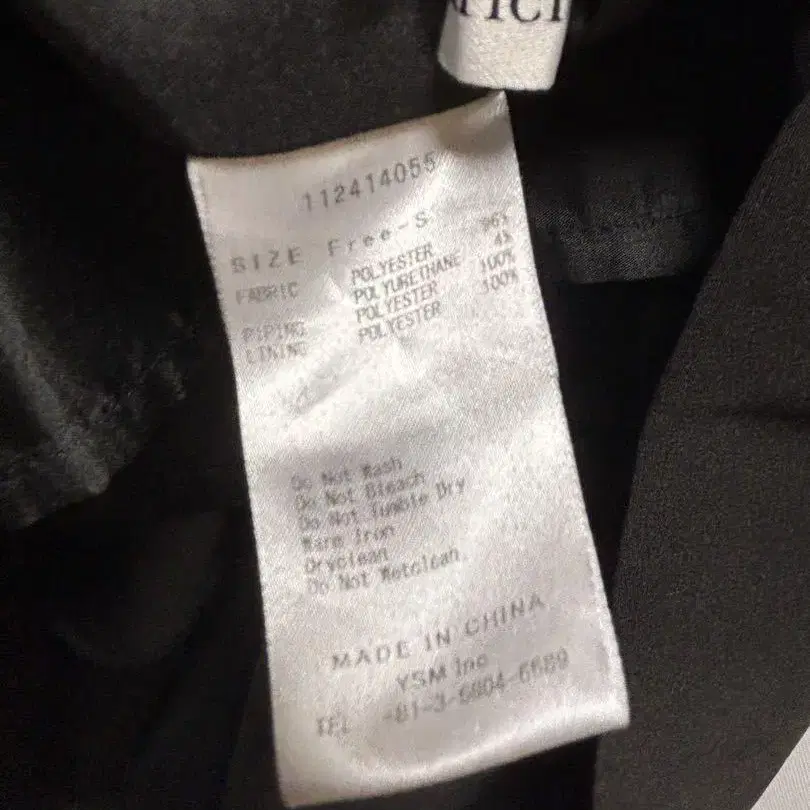 112414055
SIZE Free-S
FABRIC POLYESTER 96%
POLYURETHANE 4%
PIPING POLYESTER 100%
LINING POLYESTER 100%
Do Not Wash
Do Not Bleach
Do Not Tumble Dry
Warm Iron
Dryclean
Do Not Wetclean.
MADE IN CHINA
YSM Inc
TEL -81-3-6804-6689